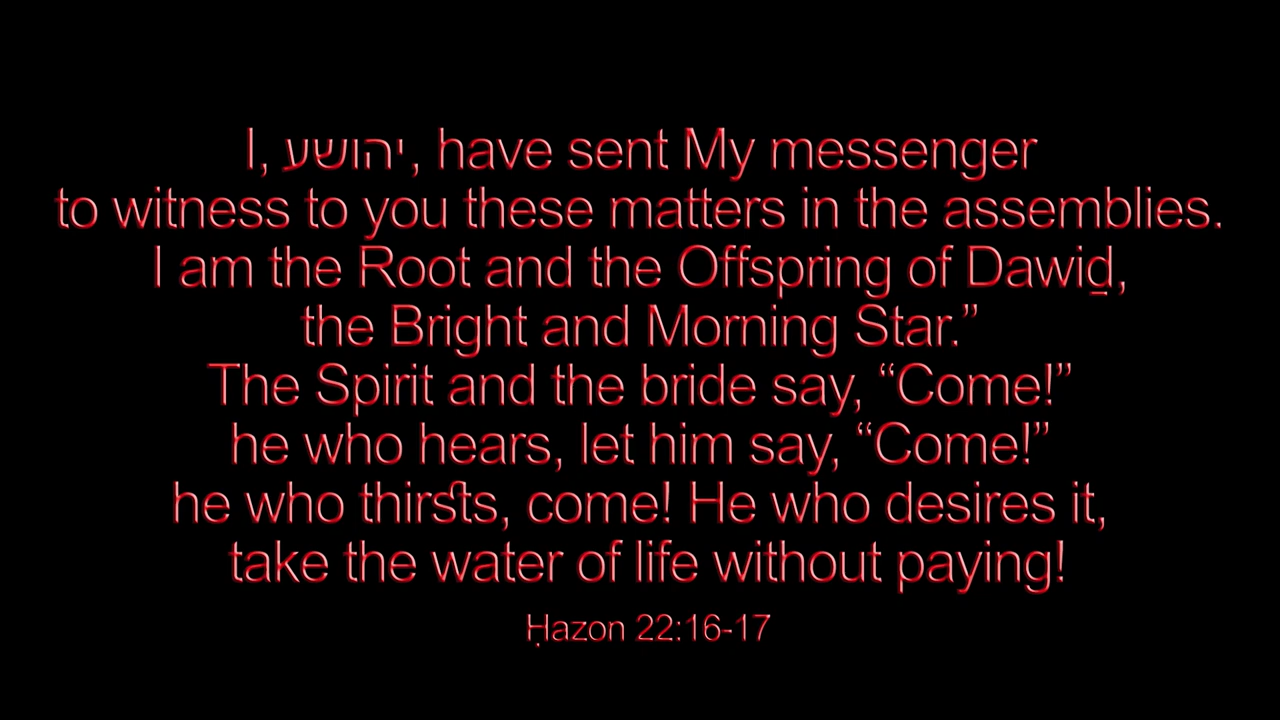 I, יהושע, have sent My messenger
to witness to you these matters in the assemblies.
I am the Root and the Offspring of Dawiḏ,
the Bright and Morning Star.”
The Spirit and the bride say, “Come!”
he who hears, let him say, “Come!”
he who thirsts, come! He who desires it,
take the water of life without paying!
Ḥazon 22:16-17